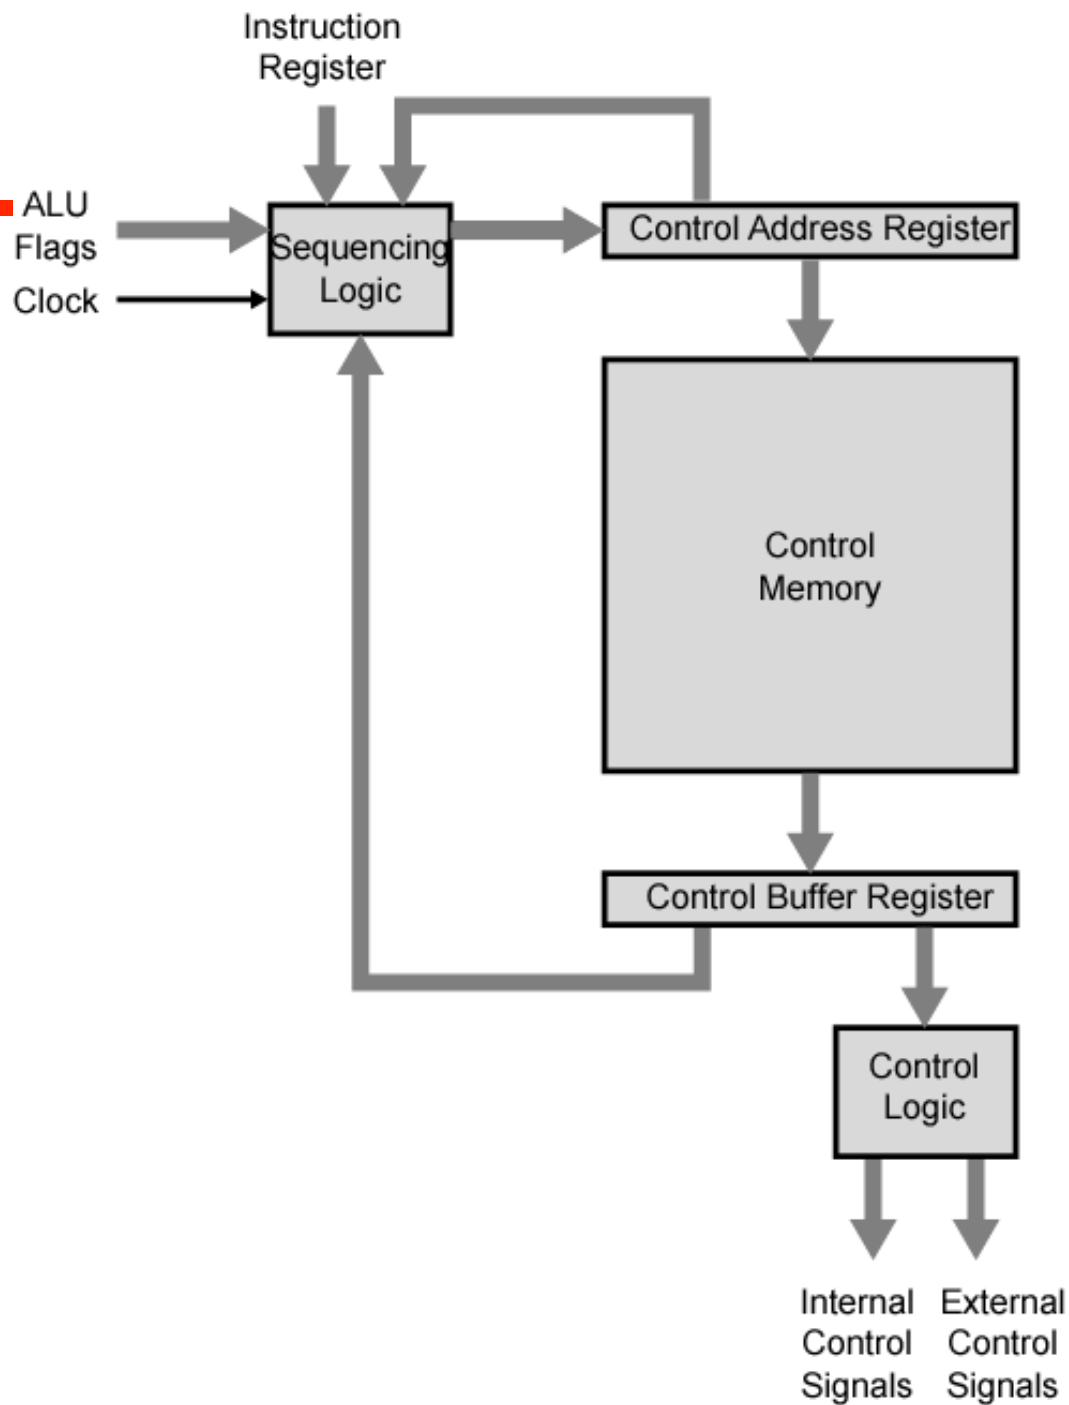 Instruction
Register
ALU
Flags
Clock
Sequencing
Logic
Control Address Register
Control
Memory
Control Buffer Register
Control
Logic
Internal
Control
Signals
External
Control
Signals